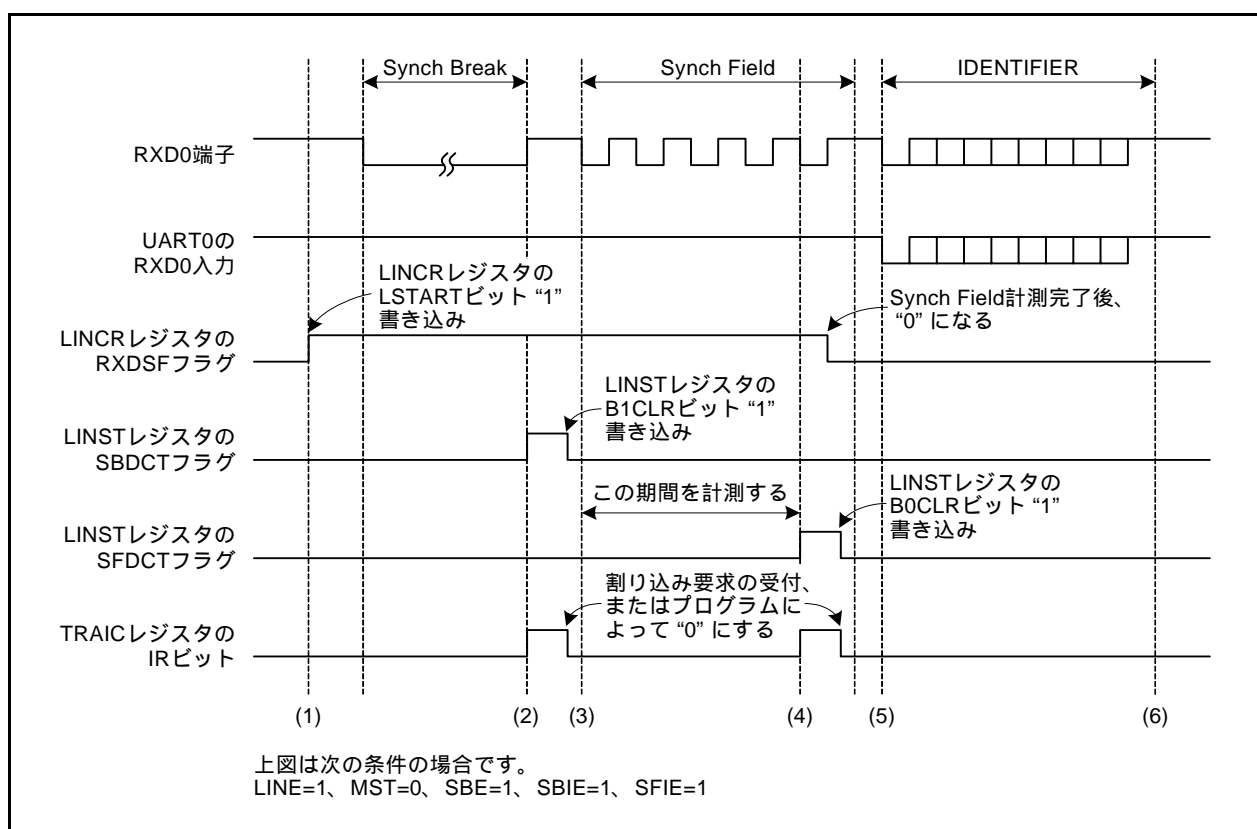 Synch Break
Synch Field
IDENTIFIER
RXD0端子
UART0の
RXD0入力
LINCRレジスタの
LSTARTビット “1”
書き込み
Synch Field計測完了後、
“0” になる
LINCRレジスタの
RXDSFフラグ
LINSTレジスタの
B1CLRビット “1”
書き込み
LINSTレジスタの
SBDCTフラグ
この期間を計測する
LINSTレジスタの
B0CLRビット “1”
書き込み
LINSTレジスタの
SFDCTフラグ
割り込み要求の受付、
またはプログラムに
よって “0” にする
TRAICレジスタの
IRビット
(1)
(2)
(3)
(4)
(5)
(6)
上図は次の条件の場合です。
LINE=1、MST=0、SBE=1、SBIE=1、SFIE=1